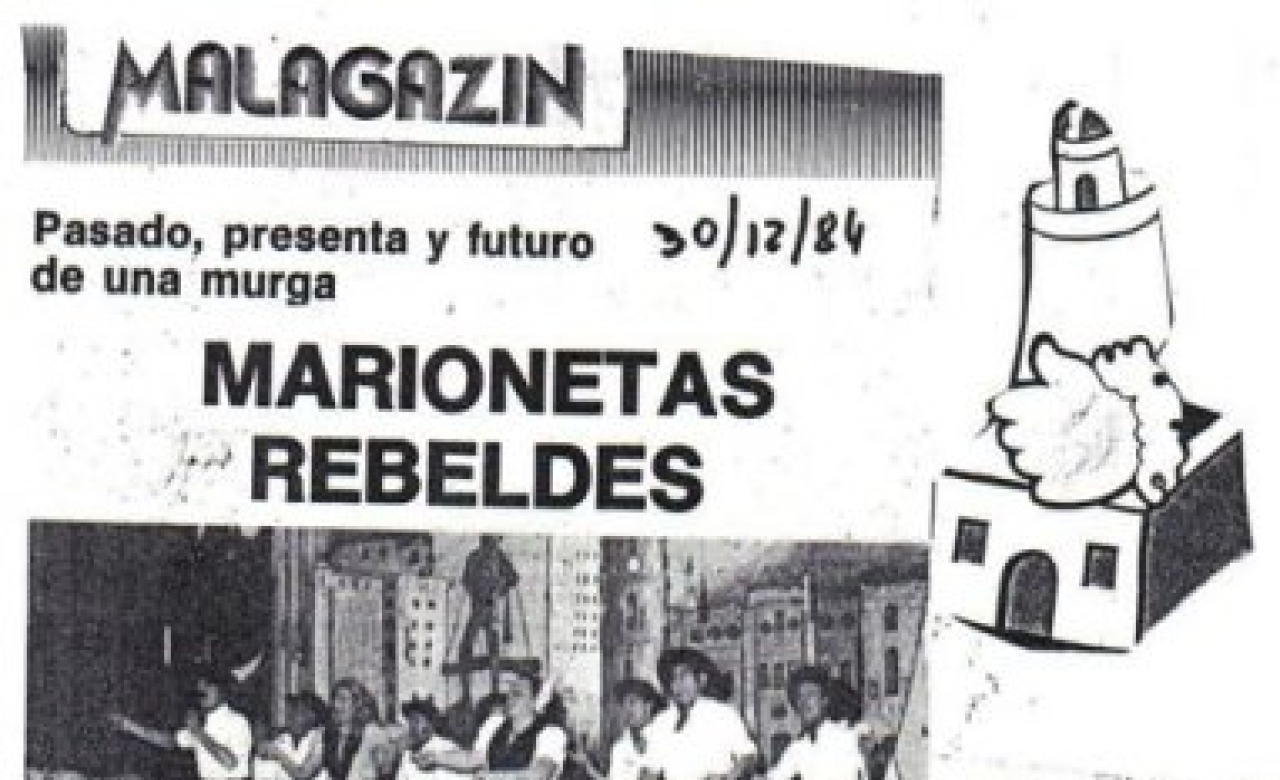 MALAGAZIN
Pasado, presenta y futuro 30/12/84
de una murga
MARIONETAS
REBELDES